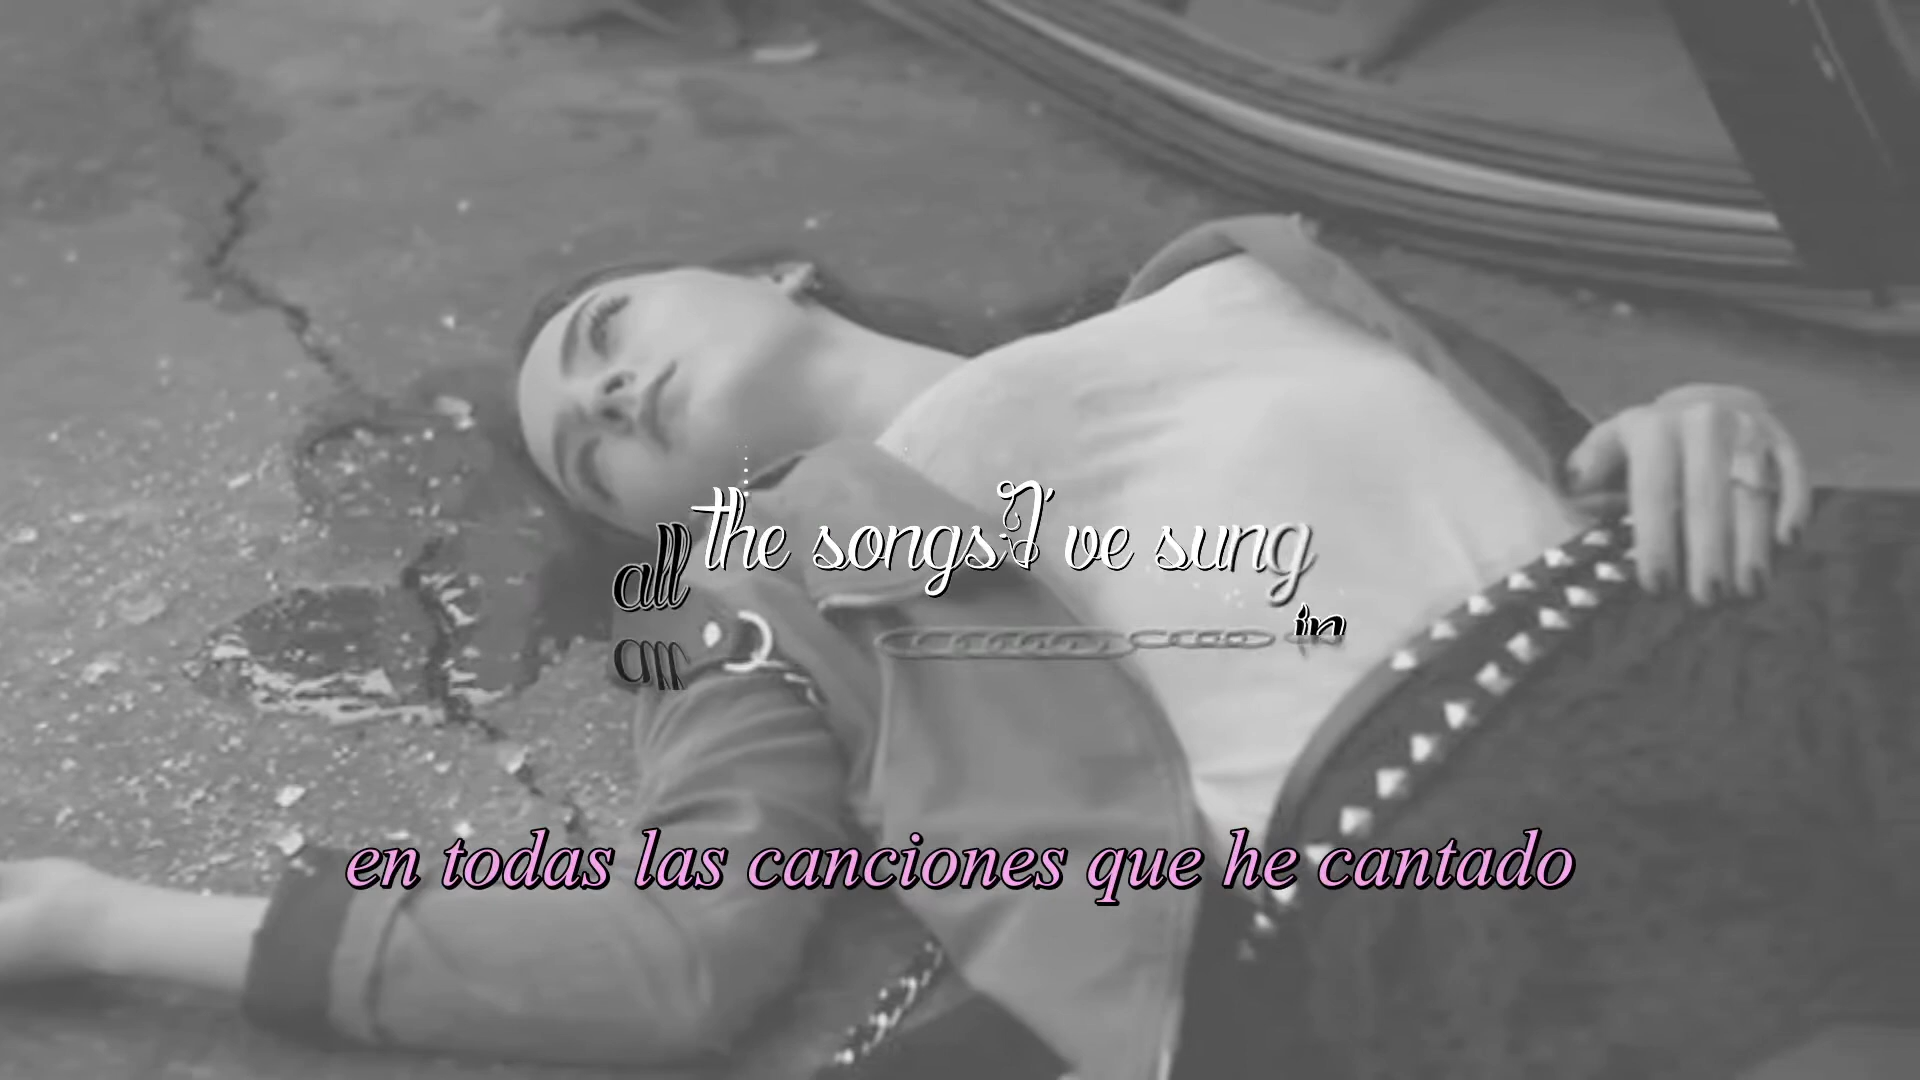 in all the songs I've sung
en todas las canciones que he cantado